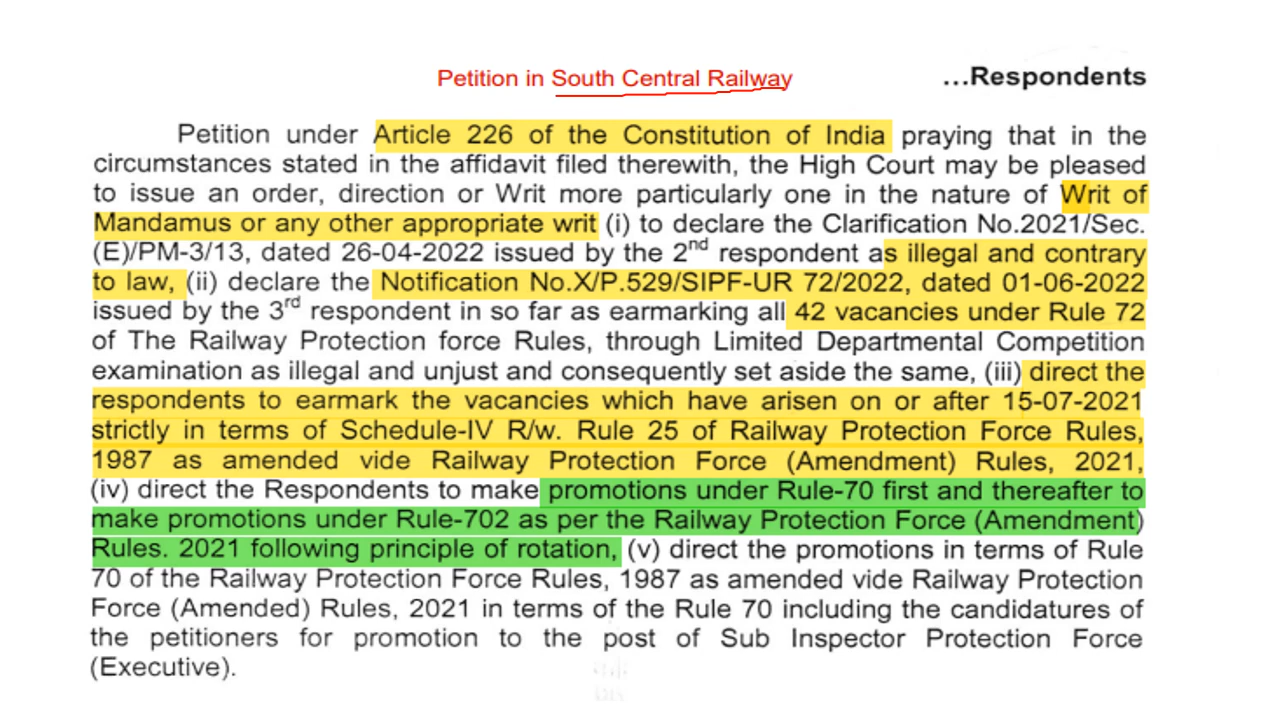 Petition in South Central Railway
...Respondents
Petition under Article 226 of the Constitution of India praying that in the
circumstances stated in the affidavit filed therewith, the High Court may be pleased
to issue an order, direction or Writ more particularly one in the nature of Writ of
Mandamus or any other appropriate writ (i) to declare the Clarification No.2021/Sec.
(E)/PM-3/13, dated 26-04-2022 issued by the 2nd respondent as illegal and contrary
to law, (ii) declare the Notification No.X/P.529/SIPF-UR 72/2022, dated 01-06-2022
issued by the 3rd respondent in so far as earmarking all 42 vacancies under Rule 72
of The Railway Protection force Rules, through Limited Departmental Competition
examination as illegal and unjust and consequently set aside the same, (iii) direct the
respondents to earmark the vacancies which have arisen on or after 15-07-2021
strictly in terms of Schedule-IV R/w. Rule 25 of Railway Protection Force Rules,
1987 as amended vide Railway Protection Force (Amendment) Rules, 2021,
(iv) direct the Respondents to make promotions under Rule-70 first and thereafter to
make promotions under Rule-702 as per the Railway Protection Force (Amendment)
Rules. 2021 following principle of rotation, (v) direct the promotions in terms of Rule
70 of the Railway Protection Force Rules, 1987 as amended vide Railway Protection
Force (Amended) Rules, 2021 in terms of the Rule 70 including the candidatures of
the petitioners for promotion to the post of Sub Inspector Protection Force
(Executive).